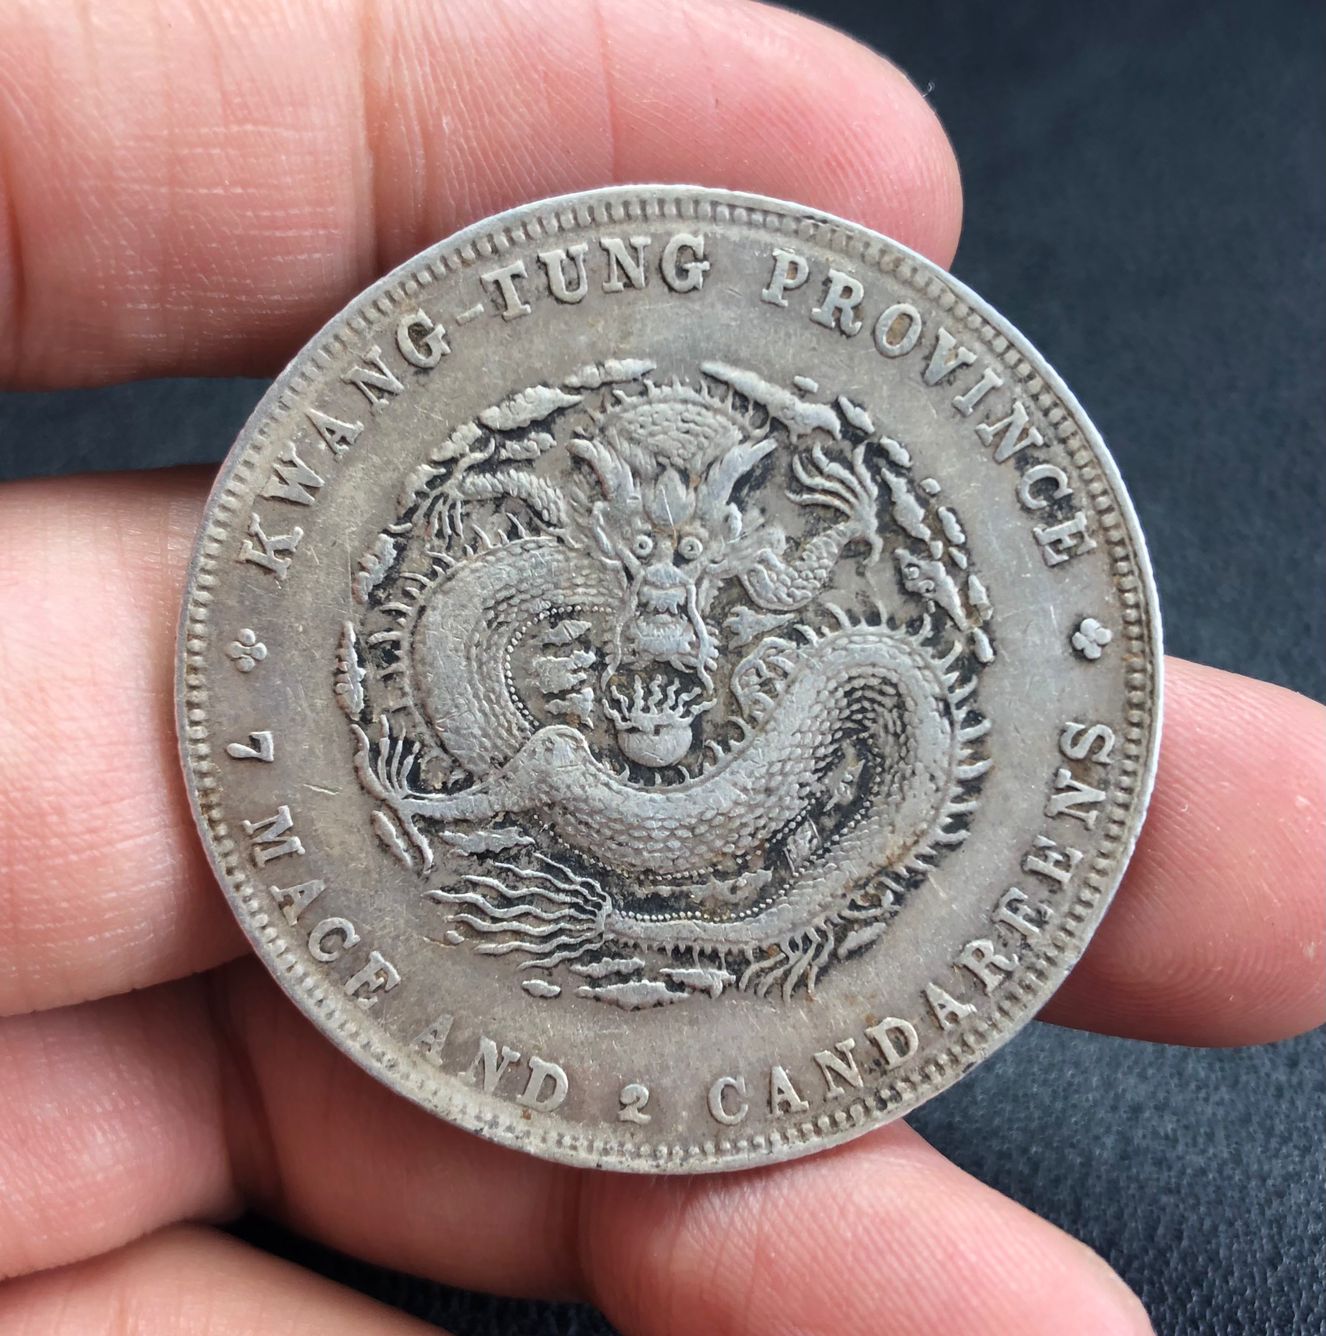 KWANG-TUNG PROVINCE
7 MACE AND 2 CANDAREENS